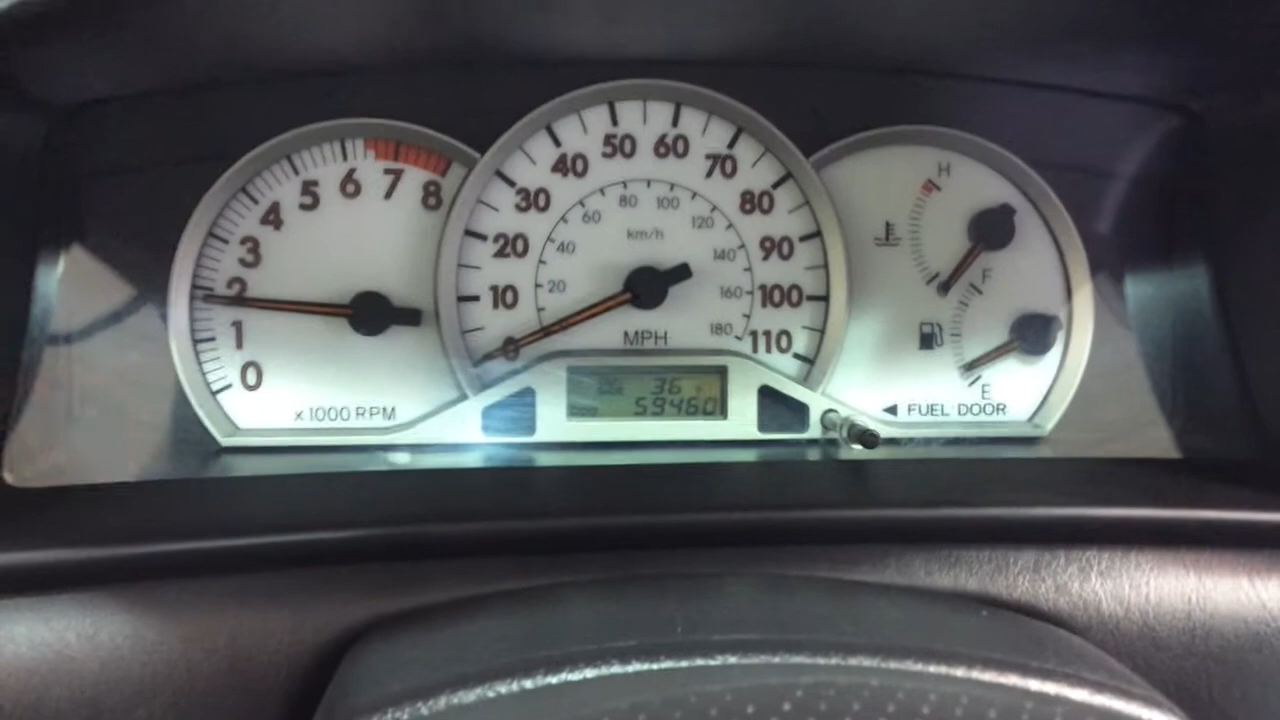 0 1 2 3 4 5 6 7 8
x1000 RPM
0 10 20 30 40 50 60 70 80 90 100 110
20 40 60 80 100 120 140 160 180
km/h
MPH
36
59460
H
F
E
◄ FUEL DOOR